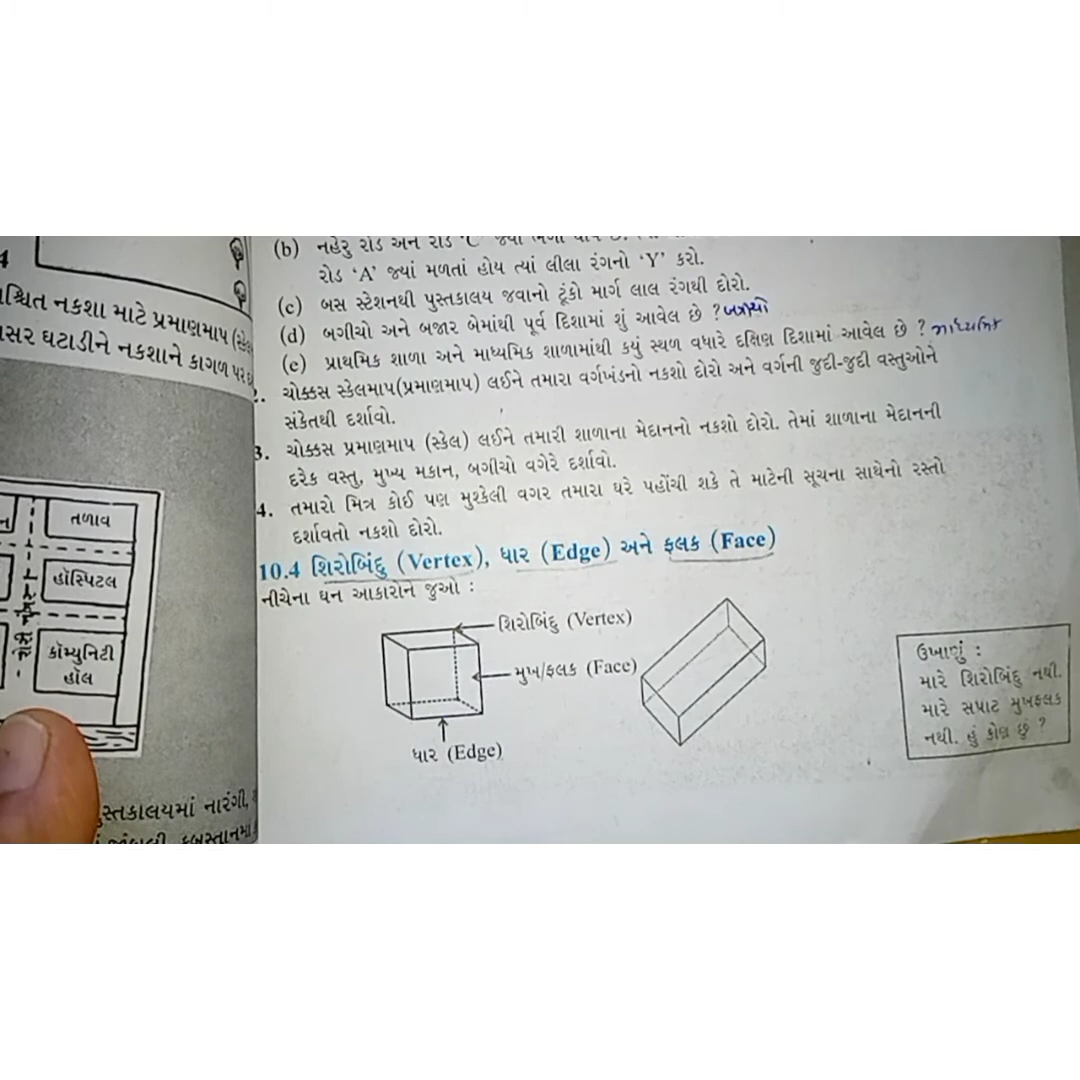 શ્ચિત નકશા માટે પ્રમાણમાપ
સર ઘટાડીને નકશાને કાગળ પર
તળાવ
હૉસ્પિટલ
કૉમ્યુનિટી
હૉલ
સ્તકાલયમાં નારંગી,
(b) નહેરુ રોડ અને રોડ
રોડ ‘A’ જ્યાં મળતાં હોય ત્યાં લીલા રંગનો ‘Y’ કરો.
(c) બસ સ્ટેશનથી પુસ્તકાલય જવાનો ટૂંકો માર્ગ લાલ રંગથી દોરો.
(d) બગીચો અને બજાર બેમાંથી પૂર્વ દિશામાં શું આવેલ છે ? બગીચો
(e) પ્રાથમિક શાળા અને માધ્યમિક શાળામાંથી કયું સ્થળ વધારે દક્ષિણ દિશામાં આવેલ છે ? માધ્યમિક
2. ચોક્કસ સ્કેલમાપ(પ્રમાણમાપ) લઈને તમારા વર્ગખંડનો નકશો દોરો અને વર્ગની જુદી-જુદી વસ્તુઓને
સંકેતથી દર્શાવો.
3. ચોક્કસ પ્રમાણમાપ (સ્કેલ) લઈને તમારી શાળાના મેદાનનો નકશો દોરો. તેમાં શાળાના મેદાનની
દરેક વસ્તુ, મુખ્ય મકાન, બગીચો વગેરે દર્શાવો.
4. તમારો મિત્ર કોઈ પણ મુશ્કેલી વગર તમારા ઘરે પહોંચી શકે તે માટેની સૂચના સાથેનો રસ્તો
દર્શાવતો નકશો દોરો.
10.4 શિરોબિંદુ (Vertex), ધાર (Edge) અને ફલક (Face)
નીચેના ઘન આકારોને જુઓ :
શિરોબિંદુ (Vertex)
મુખ/ફલક (Face)
ધાર (Edge)
ઉખાણું :
મારે શિરોબિંદુ નથી.
મારે સપાટ મુખફલક
નથી. હું કોણ છું ?